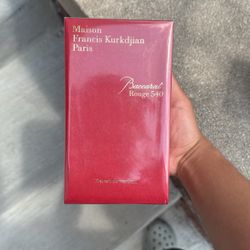 Maison
Francis Kurkdjian
Paris
Baccarat
Rouge 540